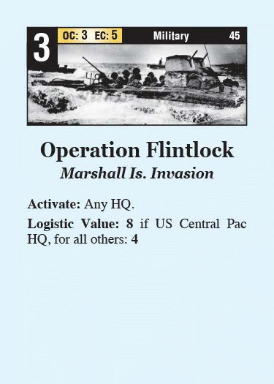 3
OC: 3 EC: 5 Military 45
Operation Flintlock
Marshall Is. Invasion
Activate: Any HQ.
Logistic Value: 8 if US Central Pac
HQ, for all others: 4